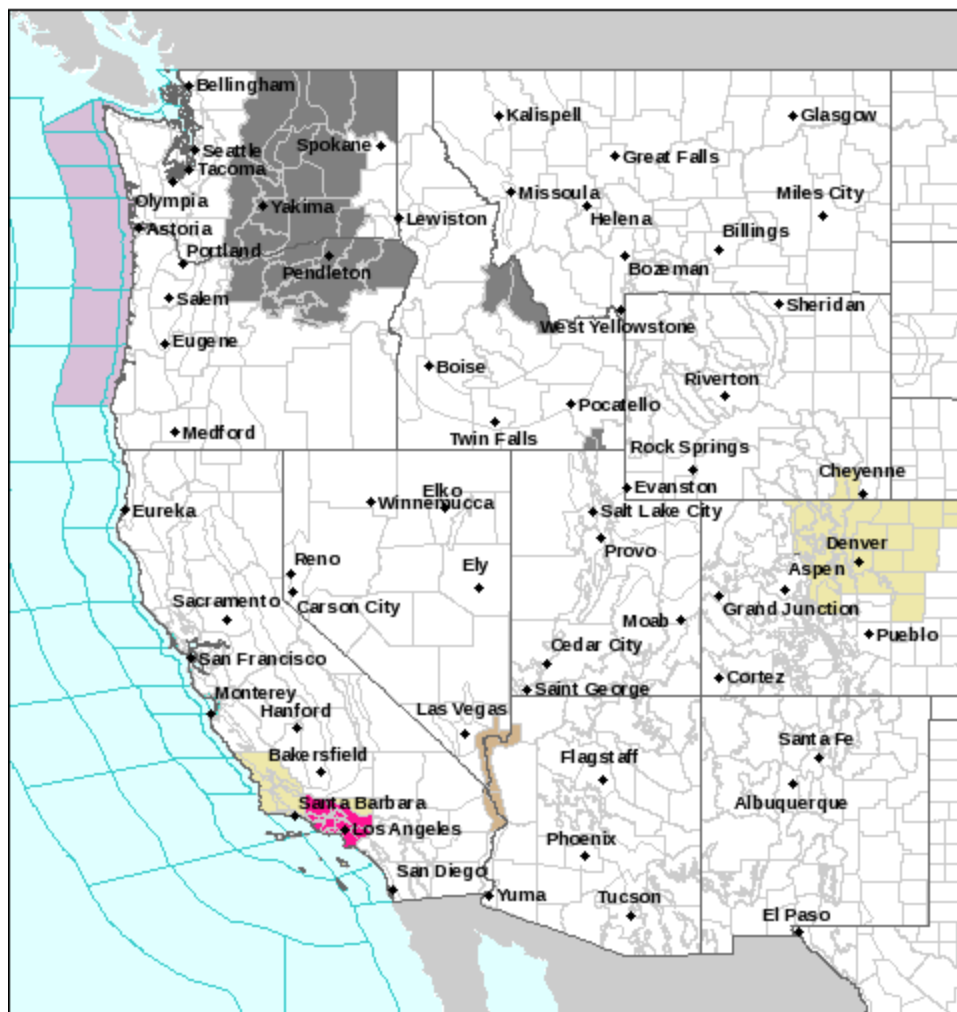 Bellingham
Kalispell
Glasgow
Spokane
Seattle
Great Falls
Tacoma
Missoula
Miles City
Olympia
Yakima
Lewiston
Helena
Astoria
Billings
Portland
Pendleton
Bozeman
Salem
Sheridan
West Yellowstone
Eugene
Boise
Riverton
Pocatello
Medford
Twin Falls
Rock Springs
Cheyenne
Elko
Evanston
Winnemucca
Eureka
Salt Lake City
Denver
Provo
Reno
Ely
Aspen
Sacramento
Carson City
Grand Junction
Moab
Pueblo
Cedar City
San Francisco
Cortez
Saint George
Monterey
Hanford
Las Vegas
Santa Fe
Bakersfield
Flagstaff
Santa Barbara
Albuquerque
Los Angeles
Phoenix
San Diego
Yuma
Tucson
El Paso